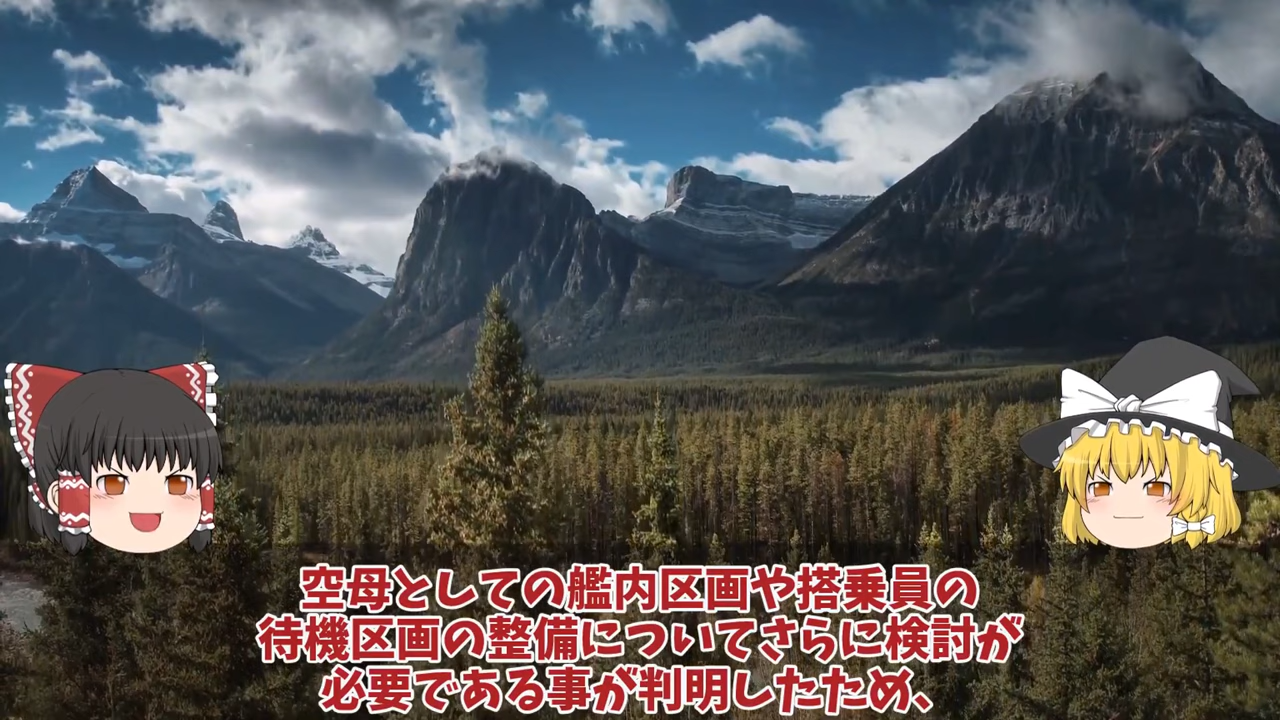 空母としての艦内区画や搭乗員の
待機区画の整備についてさらに検討が
必要である事が判明したため、